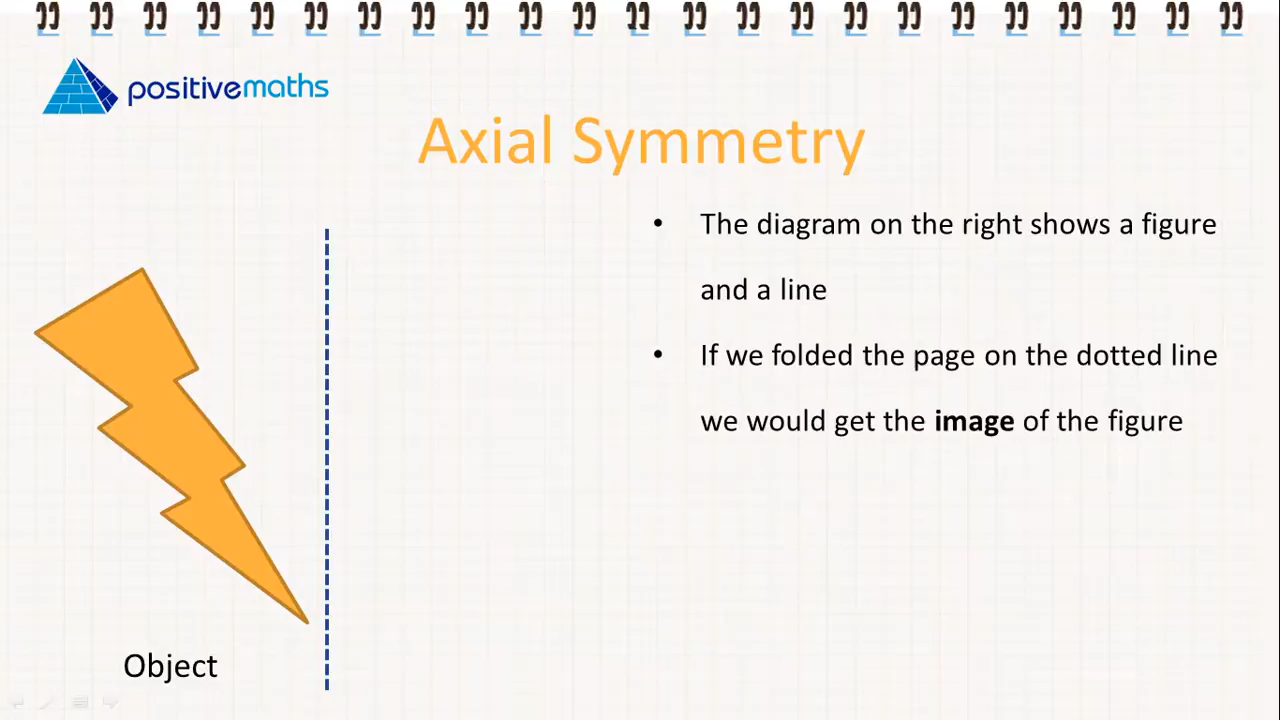 positivemaths
Axial Symmetry
• The diagram on the right shows a figure
and a line
• If we folded the page on the dotted line
we would get the image of the figure
Object